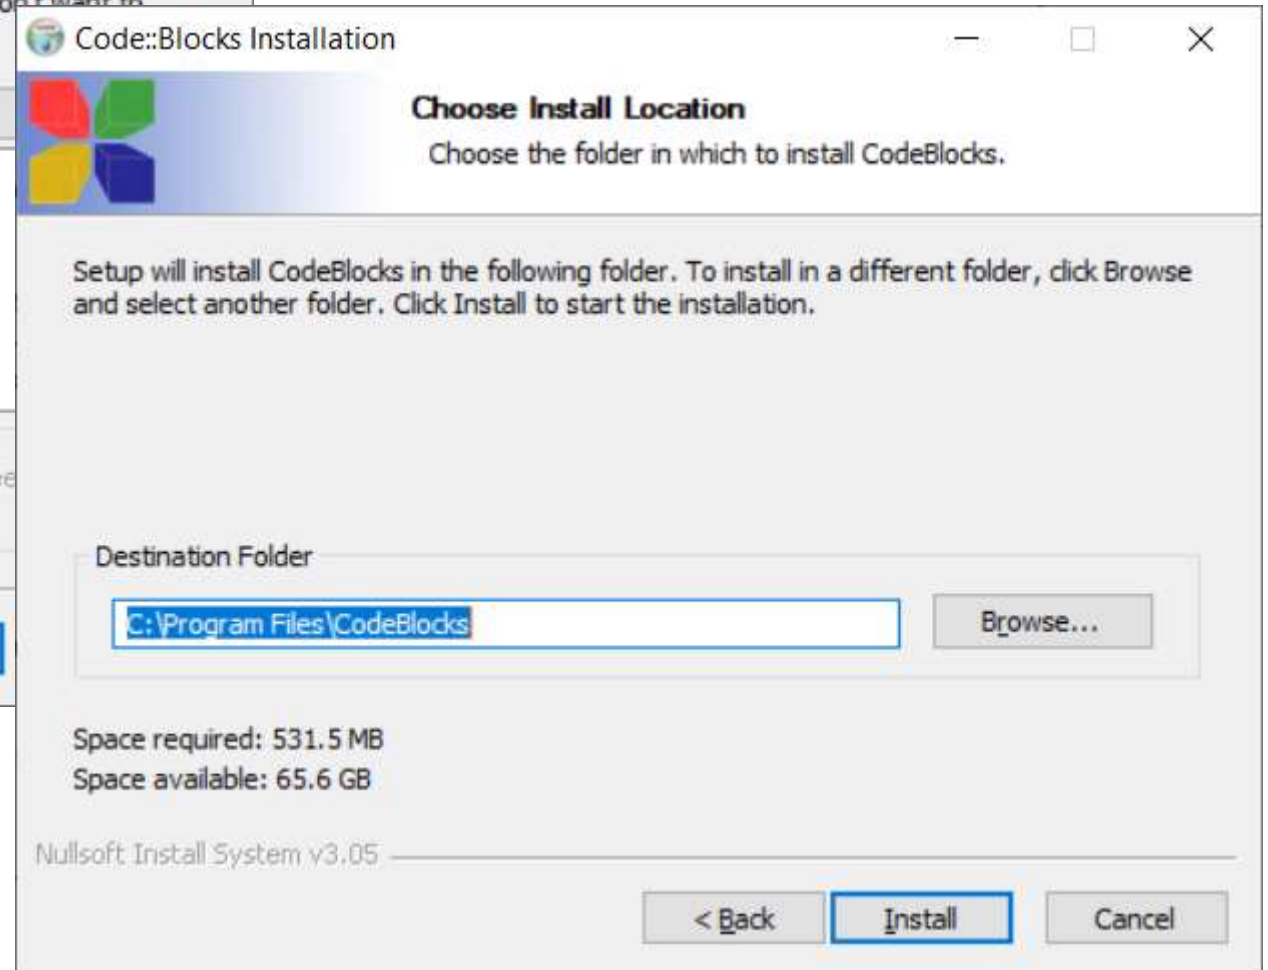 want to
Code::Blocks Installation
Choose Install Location
Choose the folder in which to install CodeBlocks.
Setup will install CodeBlocks in the following folder. To install in a different folder, click Browse
and select another folder. Click Install to start the installation.
Destination Folder
C:\Program Files\CodeBlocks
Browse...
Space required: 531.5 MB
Space available: 65.6 GB
Nullsoft Install System v3.05
< Back
Install
Cancel